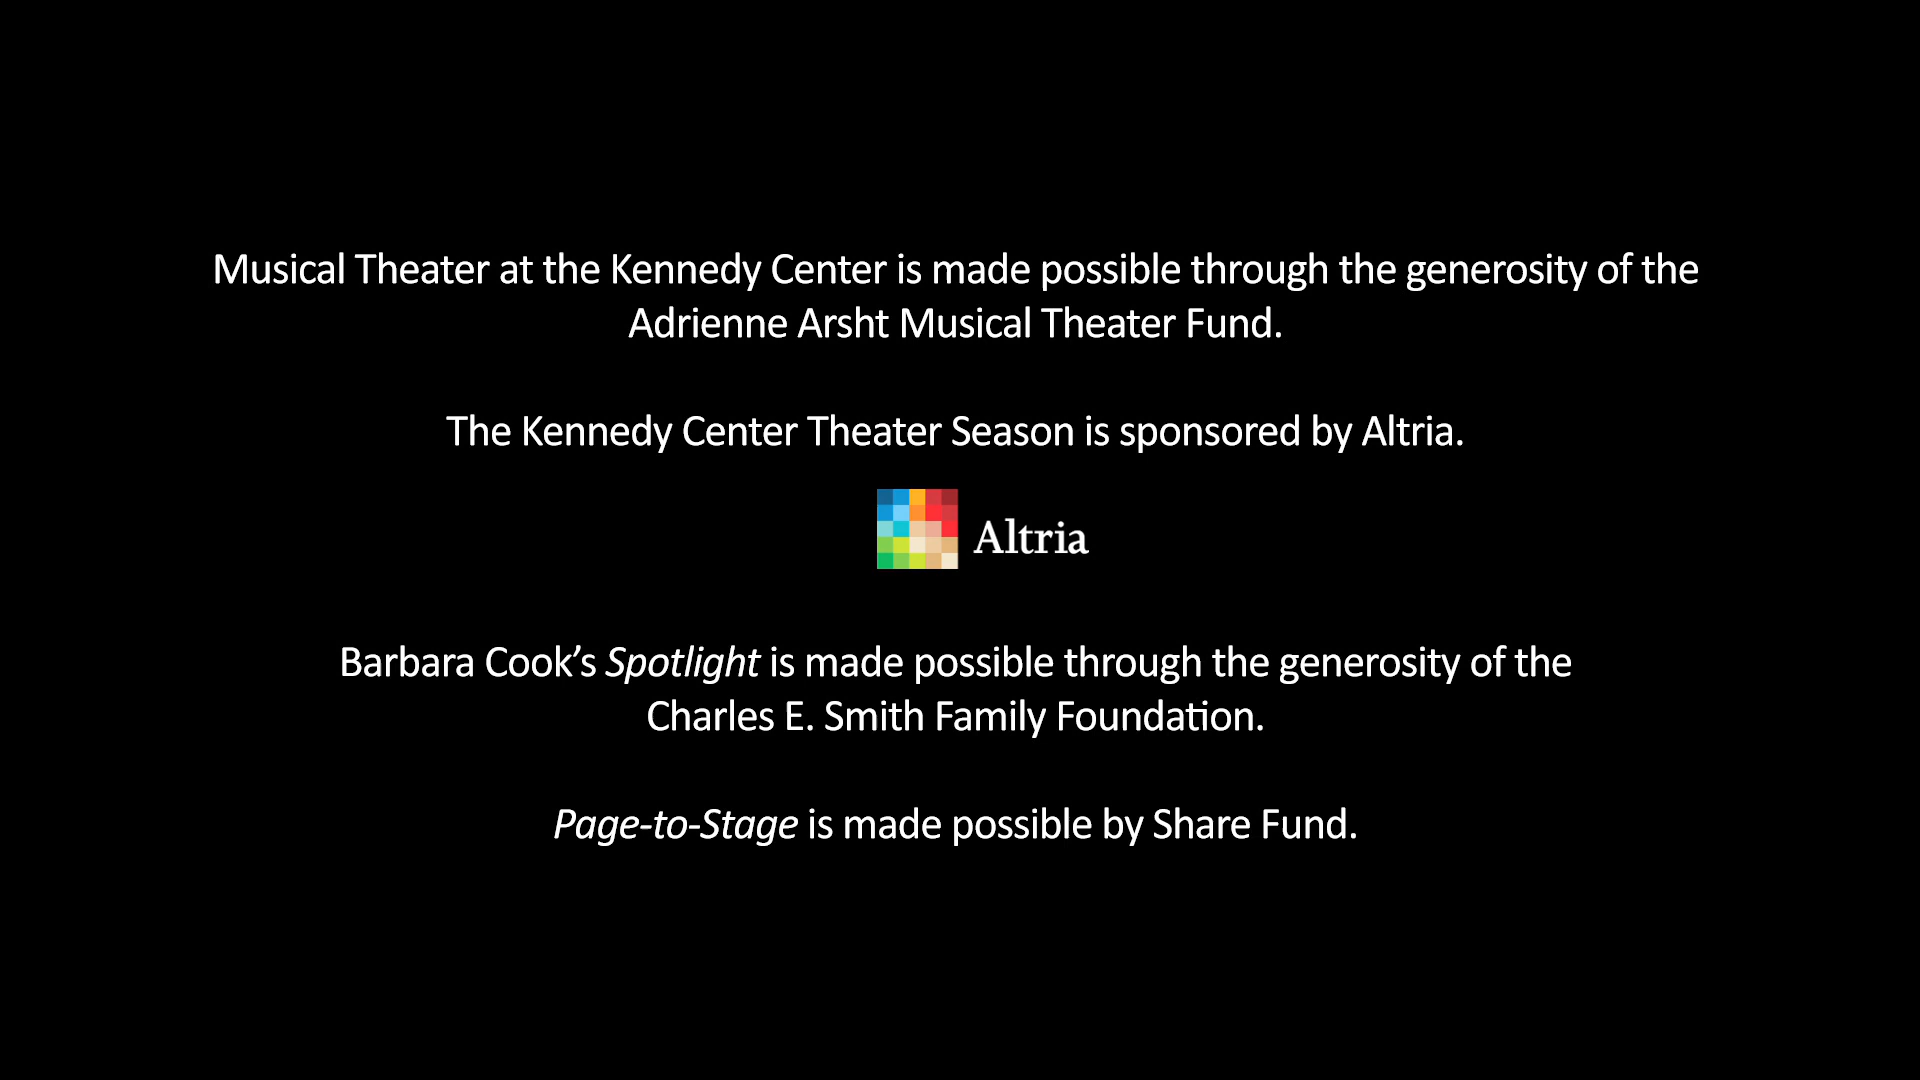 Musical Theater at the Kennedy Center is made possible through the generosity of the
Adrienne Arsht Musical Theater Fund.
The Kennedy Center Theater Season is sponsored by Altria.
Altria
Barbara Cook’s Spotlight is made possible through the generosity of the
Charles E. Smith Family Foundation.
Page-to-Stage is made possible by Share Fund.